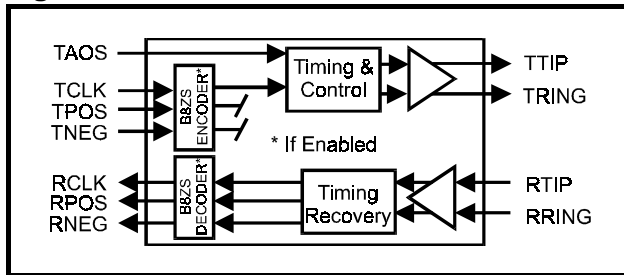 TAOS
TCLK
TPOS
TNEG
B8ZS
ENCODER*
Timing &
Control
TTIP
TRING
* If Enabled
RCLK
RPOS
RNEG
B8ZS
DECODER*
Timing
Recovery
RTIP
RRING